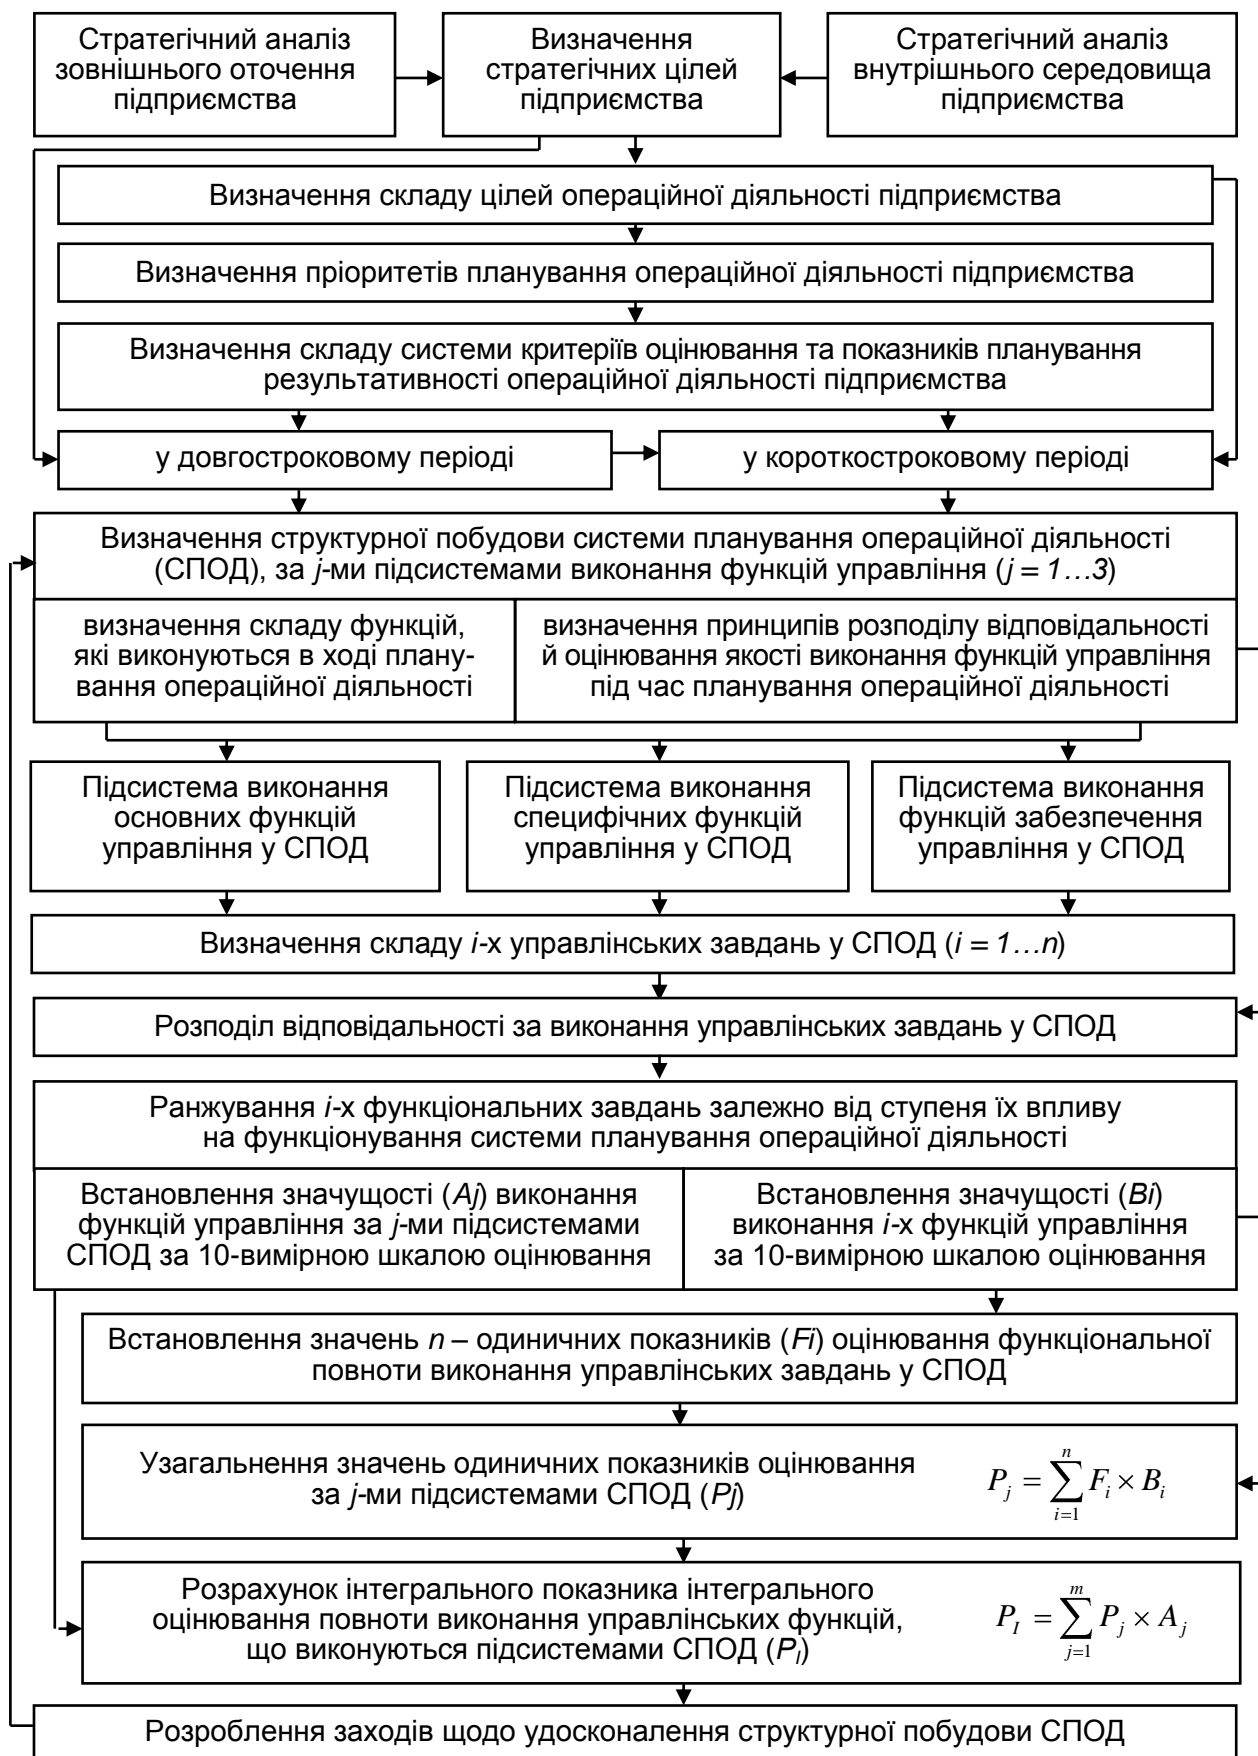 Стратегічний аналіз
зовнішнього оточення
підприємства
Визначення
стратегічних цілей
підприємства
Стратегічний аналіз
внутрішнього середовища
підприємства
Визначення складу цілей операційної діяльності підприємства
Визначення пріоритетів планування операційної діяльності підприємства
Визначення складу системи критеріїв оцінювання та показників планування
результативності операційної діяльності підприємства
у довгостроковому періоді
у короткостроковому періоді
Визначення структурної побудови системи планування операційної діяльності
(СПОД), за j-ми підсистемами виконання функцій управління (j = 1…3)
визначення складу функцій,
які виконуються в ході плану-
вання операційної діяльності
визначення принципів розподілу відповідальності
й оцінювання якості виконання функцій управління
під час планування операційної діяльності
Підсистема виконання
основних функцій
управління у СПОД
Підсистема виконання
специфічних функцій
управління у СПОД
Підсистема виконання
функцій забезпечення
управління у СПОД
Визначення складу i-х управлінських завдань у СПОД (i = 1…n)
Розподіл відповідальності за виконання управлінських завдань у СПОД
Ранжування i-х функціональних завдань залежно від ступеня їх впливу
на функціонування системи планування операційної діяльності
Встановлення значущості (Aj) виконання
функцій управління за j-ми підсистемами
СПОД за 10-вимірною шкалою оцінювання
Встановлення значущості (Bi)
виконання i-х функцій управління
за 10-вимірною шкалою оцінювання
Встановлення значень n – одиничних показників (Fi) оцінювання функціональної
повноти виконання управлінських завдань у СПОД
Узагальнення значень одиничних показників оцінювання
за j-ми підсистемами СПОД (Pj)
P_j = \sum_{i=1}^{n} F_i × B_i
Розрахунок інтегрального показника інтегрального
оцінювання повноти виконання управлінських функцій,
що виконуються підсистемами СПОД (P_I)
P_I = \sum_{j=1}^{m} P_j × A_j
Розроблення заходів щодо удосконалення структурної побудови СПОД